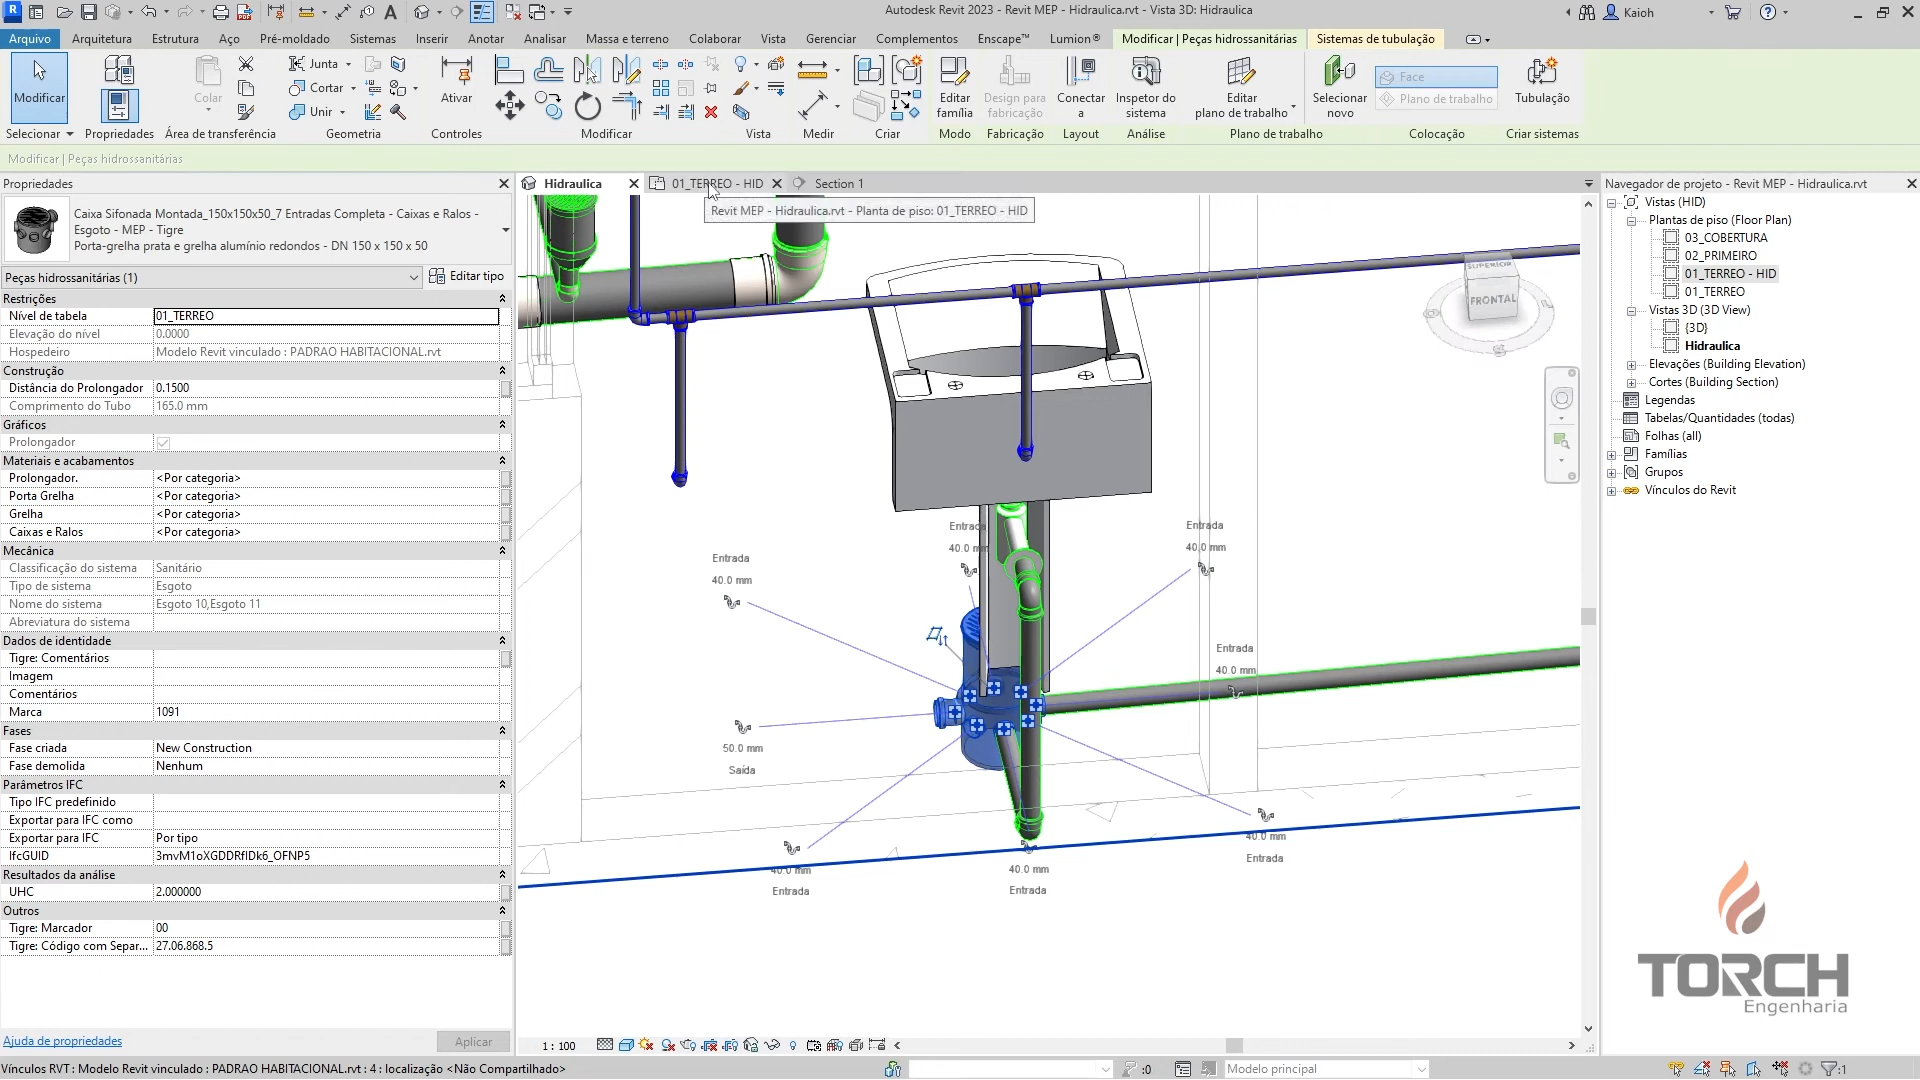 Autodesk Revit 2023 - Revit MEP - Hidraulica.rvt - Vista 3D: Hidraulica
Kaioh
Arquivo Arquitetura Estrutura Aço Pré-moldado Sistemas Inserir Anotar Analisar Massa e terreno Colaborar Vista Gerenciar Complementos Enscape™ Lumion® Modificar | Peças hidrossanitárias Sistemas de tubulação
Modificar Colar Junta Cortar Unir Ativar
Editar família
Design para fabricação
Conectar a
Inspetor do sistema
Editar plano de trabalho
Selecionar novo
Face
Plano de trabalho
Tubulação
Selecionar Propriedades Área de transferência Geometria Controles Modificar Vista Medir Criar Modo Fabricação Layout Análise Plano de trabalho Colocação Criar sistemas
Modificar | Peças hidrossanitárias
Propriedades
Caixa Sifonada Montada_150x150x50_7 Entradas Completa - Caixas e Ralos -
Esgoto - MEP - Tigre
Porta-grelha prata e grelha alumínio redondos - DN 150 x 150 x 50
Peças hidrossanitárias (1) Editar tipo
Restrições
Nível de tabela 01_TERREO
Elevação do nível 0.0000
Hospedeiro Modelo Revit vinculado : PADRAO HABITACIONAL.rvt
Construção
Distância do Prolongador 0.1500
Comprimento do Tubo 165.0 mm
Gráficos
Prolongador
Materiais e acabamentos
Prolongador. <Por categoria>
Porta Grelha <Por categoria>
Grelha <Por categoria>
Caixas e Ralos <Por categoria>
Mecânica
Classificação do sistema Sanitário
Tipo de sistema Esgoto
Nome do sistema Esgoto 10,Esgoto 11
Abreviatura do sistema
Dados de identidade
Tigre: Comentários
Imagem
Comentários
Marca 1091
Fases
Fase criada New Construction
Fase demolida Nenhum
Parâmetros IFC
Tipo IFC predefinido
Exportar para IFC como
Exportar para IFC Por tipo
IfcGUID 3mvM1oXGDDRfIDk6_OFNP5
Resultados da análise
UHC 2.000000
Outros
Tigre: Marcador 00
Tigre: Código com Separ... 27.06.868.5
Ajuda de propriedades Aplicar
Hidraulica 01_TERREO - HID Section 1
Revit MEP - Hidraulica.rvt - Planta de piso: 01_TERREO - HID
SUPERIOR
FRONTAL
Entrada
40.0 mm
Entrada
40.0 mm
Entrada
40.0 mm
Entrada
40.0 mm
50.0 mm
Saída
40.0 mm
Entrada
40.0 mm
Entrada
40.0 mm
Entrada
1 : 100
Navegador de projeto - Revit MEP - Hidraulica.rvt
Vistas (HID)
Plantas de piso (Floor Plan)
03_COBERTURA
02_PRIMEIRO
01_TERREO - HID
01_TERREO
Vistas 3D (3D View)
{3D}
Hidraulica
Elevações (Building Elevation)
Cortes (Building Section)
Legendas
Tabelas/Quantidades (todas)
Folhas (all)
Famílias
Grupos
Vínculos do Revit
TORCH
Engenharia
Vínculos RVT : Modelo Revit vinculado : PADRAO HABITACIONAL.rvt : 4 : localização <Não Compartilhado>
:0
Modelo principal
:1